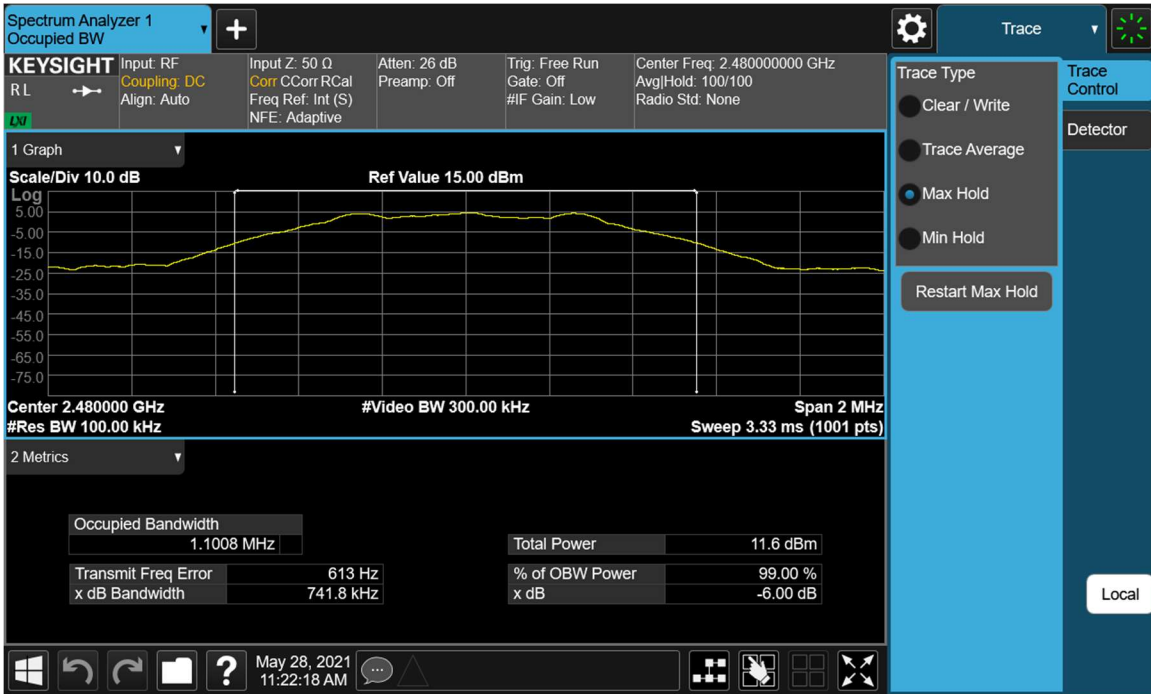 Spectrum Analyzer 1
Occupied BW
Trace
KEYSIGHT
R L
LXI
Input: RF
Coupling: DC
Align: Auto
Input Z: 50 Ω
Corr CCorr RCal
Freq Ref: Int (S)
NFE: Adaptive
Atten: 26 dB
Preamp: Off
Trig: Free Run
Gate: Off
#IF Gain: Low
Center Freq: 2.480000000 GHz
Avg|Hold: 100/100
Radio Std: None
1 Graph
Scale/Div 10.0 dB
Ref Value 15.00 dBm
Log
5.00
-5.00
-15.0
-25.0
-35.0
-45.0
-55.0
-65.0
-75.0
Center 2.480000 GHz
#Video BW 300.00 kHz
Span 2 MHz
#Res BW 100.00 kHz
Sweep 3.33 ms (1001 pts)
2 Metrics
Occupied Bandwidth
1.1008 MHz
Total Power 11.6 dBm
Transmit Freq Error 613 Hz
% of OBW Power 99.00 %
x dB Bandwidth 741.8 kHz
x dB -6.00 dB
Trace Type
Clear / Write
Trace Average
Max Hold
Min Hold
Restart Max Hold
Trace
Control
Detector
Local
?
May 28, 2021
11:22:18 AM